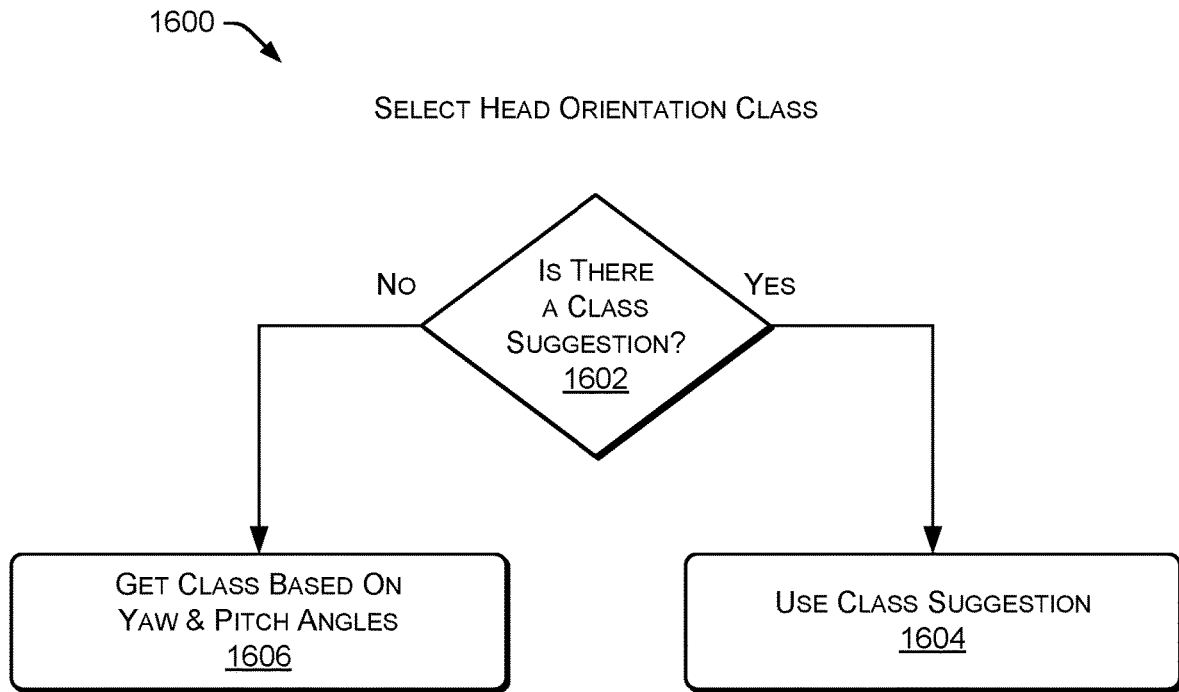 1600
SELECT HEAD ORIENTATION CLASS
NO
IS THERE
A CLASS
SUGGESTION?
1602
YES
GET CLASS BASED ON
YAW & PITCH ANGLES
1606
USE CLASS SUGGESTION
1604